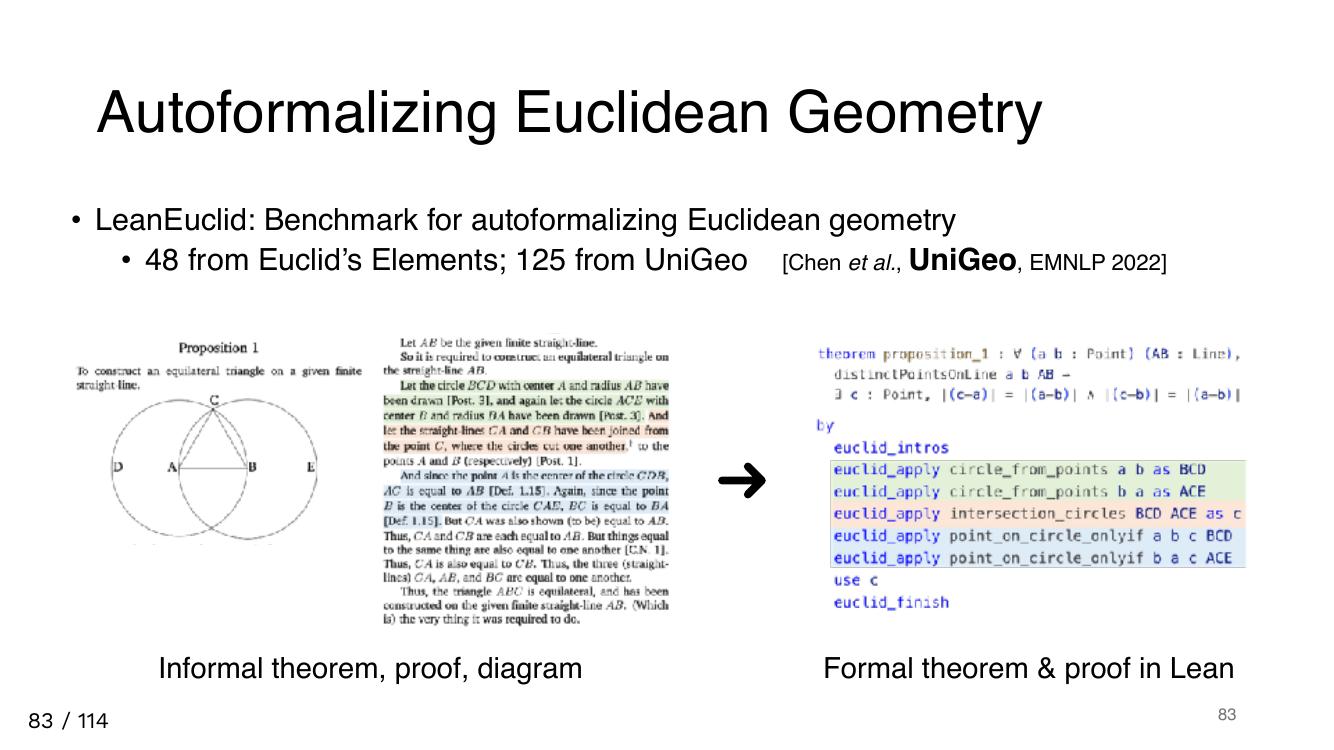 Autoformalizing Euclidean Geometry
• LeanEuclid: Benchmark for autoformalizing Euclidean geometry
• 48 from Euclid's Elements; 125 from UniGeo [Chen et al., UniGeo, EMNLP 2022]
Proposition 1
To construct an equilateral triangle on a given finite
straight-line.
C
D A B E
Let AB be the given finite straight-line.
So it is required to construct an equilateral triangle on
the straight-line AB.
Let the circle BCD with center A and radius AB have
been drawn [Post. 3], and again let the circle ACE with
center B and radius BA have been drawn [Post. 3]. And
let the straight-lines CA and CB have been joined from
the point C, where the circles cut one another,† to the
points A and B (respectively) [Post. 1].
And since the point A is the center of the circle CDB,
AC is equal to AB [Def. 1.15]. Again, since the point
B is the center of the circle CAE, BC is equal to BA
[Def. 1.15]. But CA was also shown (to be) equal to AB.
Thus, CA and CB are each equal to AB. But things equal
to the same thing are also equal to one another [C.N. 1].
Thus, CA is also equal to CB. Thus, the three (straight-
lines) CA, AB, and BC are equal to one another.
Thus, the triangle ABC is equilateral, and has been
constructed on the given finite straight-line AB. (Which
is) the very thing it was required to do.
➔
theorem proposition_1 : ∀ (a b : Point) (AB : Line),
distinctPointsOnLine a b AB →
∃ c : Point, |(c−a)| = |(a−b)| ∧ |(c−b)| = |(a−b)|
by
euclid_intros
euclid_apply circle_from_points a b as BCD
euclid_apply circle_from_points b a as ACE
euclid_apply intersection_circles BCD ACE as c
euclid_apply point_on_circle_onlyif a b c BCD
euclid_apply point_on_circle_onlyif b a c ACE
use c
euclid_finish
Informal theorem, proof, diagram
Formal theorem & proof in Lean
83 / 114
83